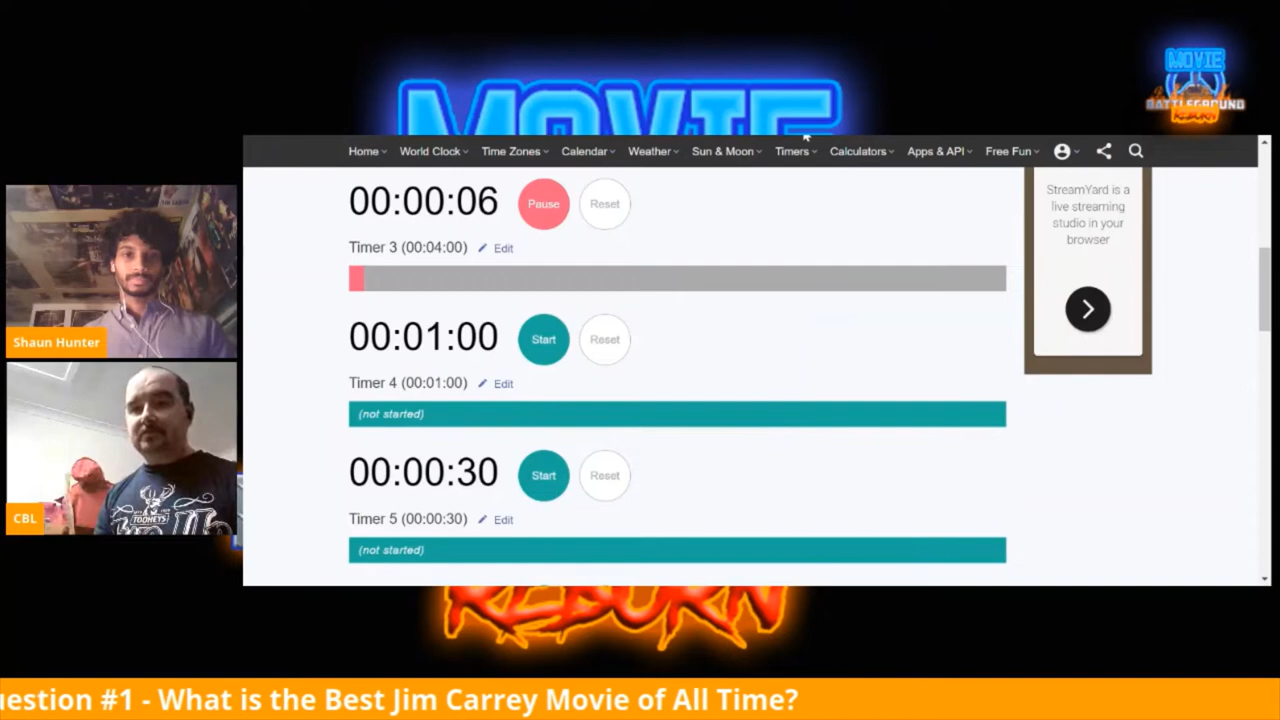 MOVIE
MOVIE
BATTLEGROUND
REBORN
Home
World Clock
Time Zones
Calendar
Weather
Sun & Moon
Timers
Calculators
Apps & API
Free Fun
00:00:06
Pause
Reset
Timer 3 (00:04:00)
Edit
StreamYard is a
live streaming
studio in your
browser
00:01:00
Start
Reset
Timer 4 (00:01:00)
Edit
(not started)
00:00:30
Start
Reset
Timer 5 (00:00:30)
Edit
(not started)
Shaun Hunter
TOOHEYS
CBL
REBORN
uestion #1 - What is the Best Jim Carrey Movie of All Time?